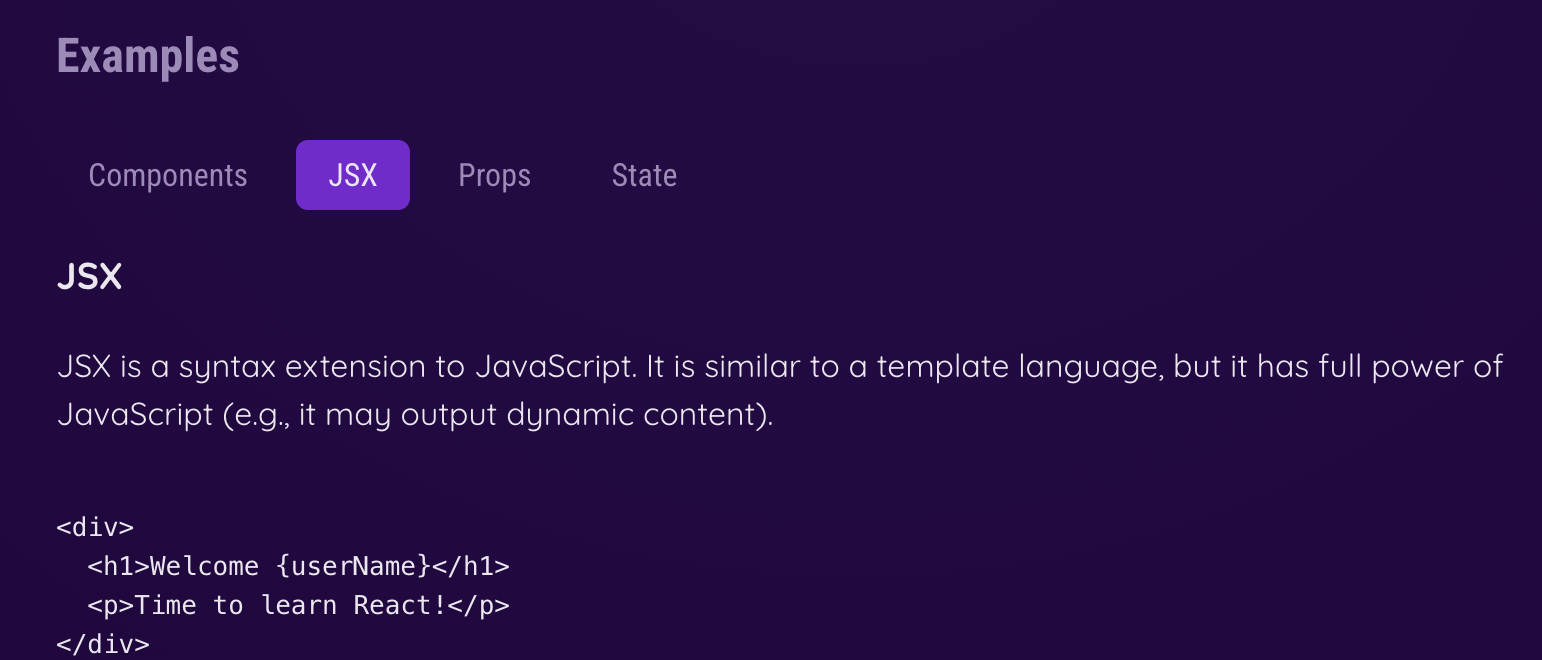 Examples
Components JSX Props State
JSX
JSX is a syntax extension to JavaScript. It is similar to a template language, but it has full power of
JavaScript (e.g., it may output dynamic content).
<div>
  <h1>Welcome {userName}</h1>
  <p>Time to learn React!</p>
</div>